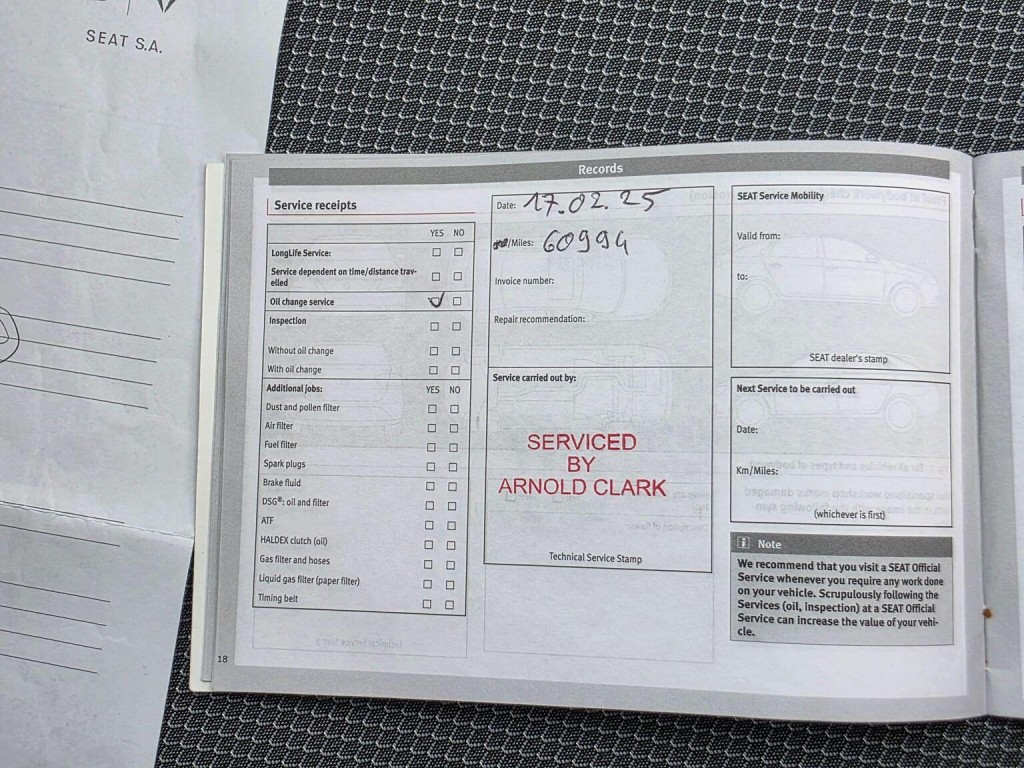 SEAT S.A.
Records
Service receipts
YES NO
LongLife Service:
Service dependent on time/distance trav-
elled
Oil change service
Inspection
Without oil change
With oil change
Additional jobs: YES NO
Dust and pollen filter
Air filter
Fuel filter
Spark plugs
Brake fluid
DSG®: oil and filter
ATF
HALDEX clutch (oil)
Gas filter and hoses
Liquid gas filter (paper filter)
Timing belt
18
Date: 17.02.25
/Miles: 60994
Invoice number:
Repair recommendation:
Service carried out by:
SERVICED
BY
ARNOLD CLARK
Technical Service Stamp
SEAT Service Mobility
Valid from:
to:
SEAT dealer's stamp
Next Service to be carried out
Date:
Km/Miles:
(whichever is first)
Note
We recommend that you visit a SEAT Official
Service whenever you require any work done
on your vehicle. Scrupulously following the
Services (oil, inspection) at a SEAT Official
Service can increase the value of your vehi-
cle.